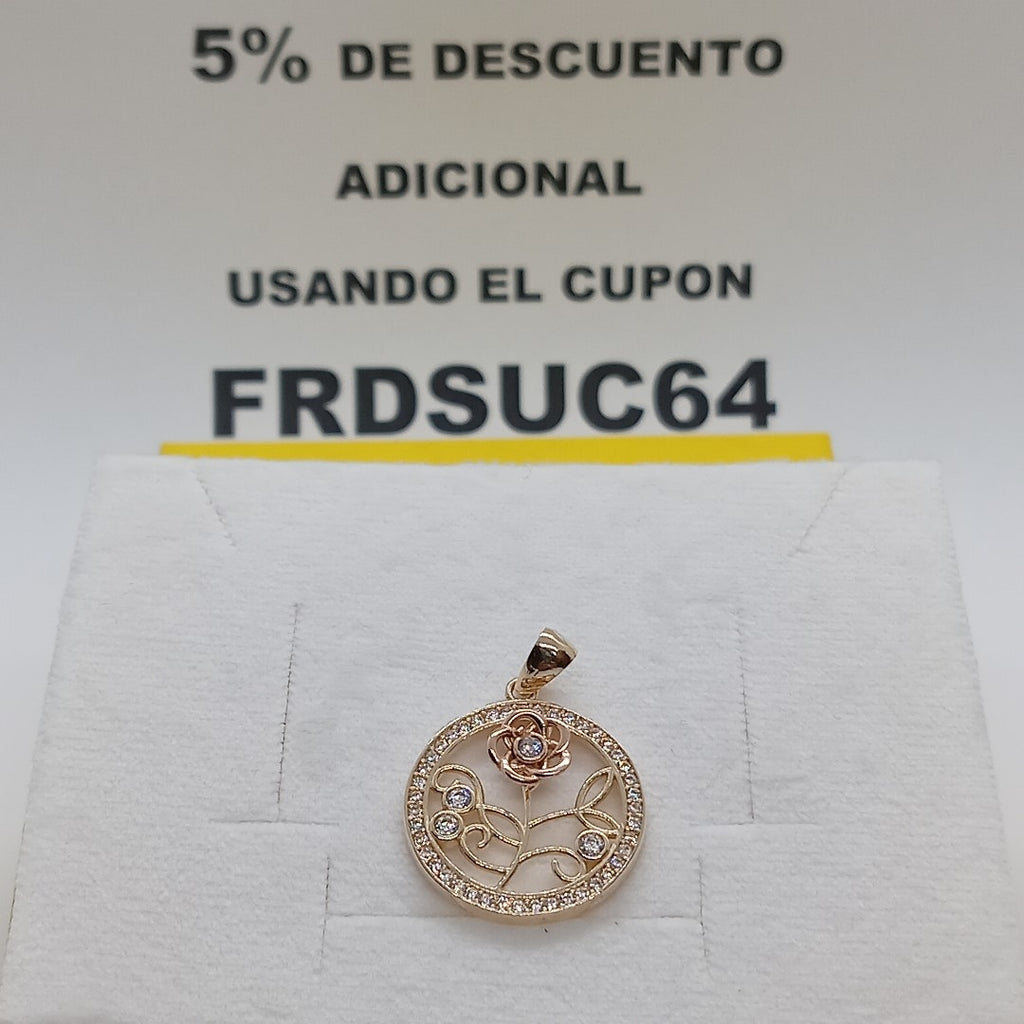 5% DE DESCUENTO
ADICIONAL
USANDO EL CUPON
FRDSUC64